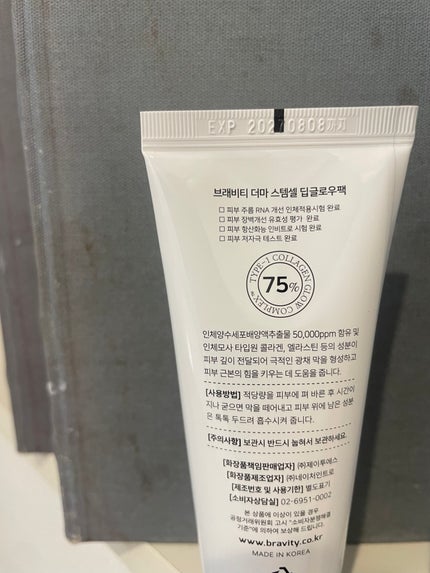 EXP 20270808까지
브래비티 더마 스템셀 딥글로우팩
□ 피부 주름 RNA 개선 인체적용시험 완료
□ 피부 장벽개선 유효성 평가 완료
□ 피부 항산화능 인비트로 시험 완료
□ 피부 저자극 테스트 완료
TYPE-1 COLLAGEN GLOW COMPLEX™
75%
인체양수세포배양액추출물 50,000ppm 함유 및
인체모사 타입원 콜라겐, 엘라스틴 등의 성분이
피부 깊이 전달되어 극적인 광채 막을 형성하고
피부 근본의 힘을 키우는 데 도움을 줍니다.
[사용방법] 적당량을 피부에 펴 바른 후 시간이
지나 굳으면 막을 떼어내고 피부 위에 남은 성분
은 톡톡 두드려 흡수시켜 줍니다.
[주의사항] 보관시 반드시 눕혀서 보관하세요.
[화장품책임판매업자] ㈜제이투에스
[화장품제조업자] ㈜네이처인트로
[제조번호 및 사용기한] 별도표기
[소비자상담실] 02-6951-0002
본 상품에 이상이 있을 경우
공정거래위원회 고시 "소비자분쟁해결
기준"에 의하여 보상해 드립니다.
www.bravity.co.kr
MADE IN KOREA